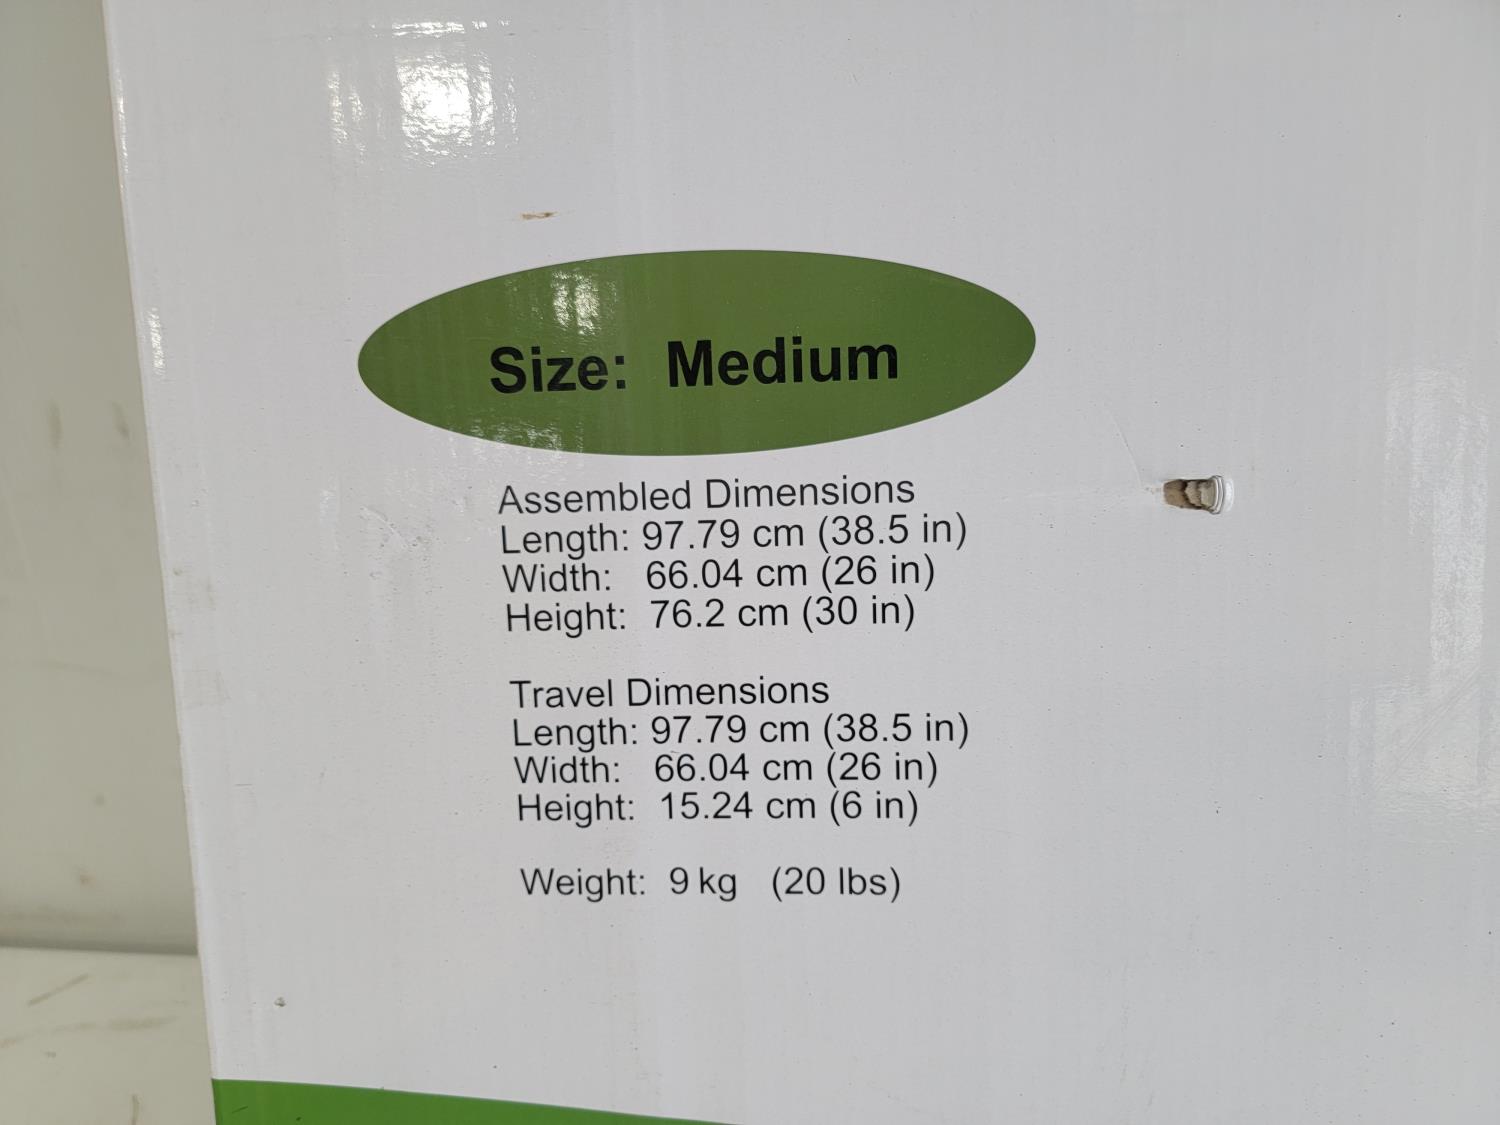 Size: Medium
Assembled Dimensions
Length: 97.79 cm (38.5 in)
Width: 66.04 cm (26 in)
Height: 76.2 cm (30 in)
Travel Dimensions
Length: 97.79 cm (38.5 in)
Width: 66.04 cm (26 in)
Height: 15.24 cm (6 in)
Weight: 9 kg (20 lbs)